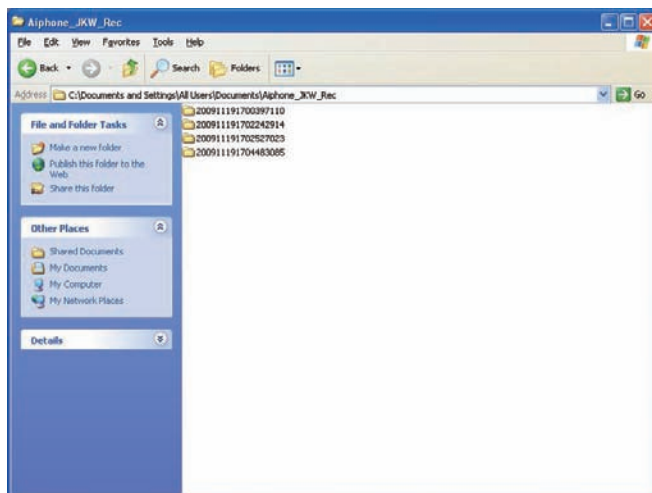 Aiphone_JKW_Rec
File Edit View Favorites Tools Help
Back Search Folders
Address C:\Documents and Settings\All Users\Documents\Aiphone_JKW_Rec Go
File and Folder Tasks
Make a new folder
Publish this folder to the
Web
Share this folder
Other Places
Shared Documents
My Documents
My Computer
My Network Places
Details
200911191700397110
200911191702242914
200911191702527023
200911191704483085